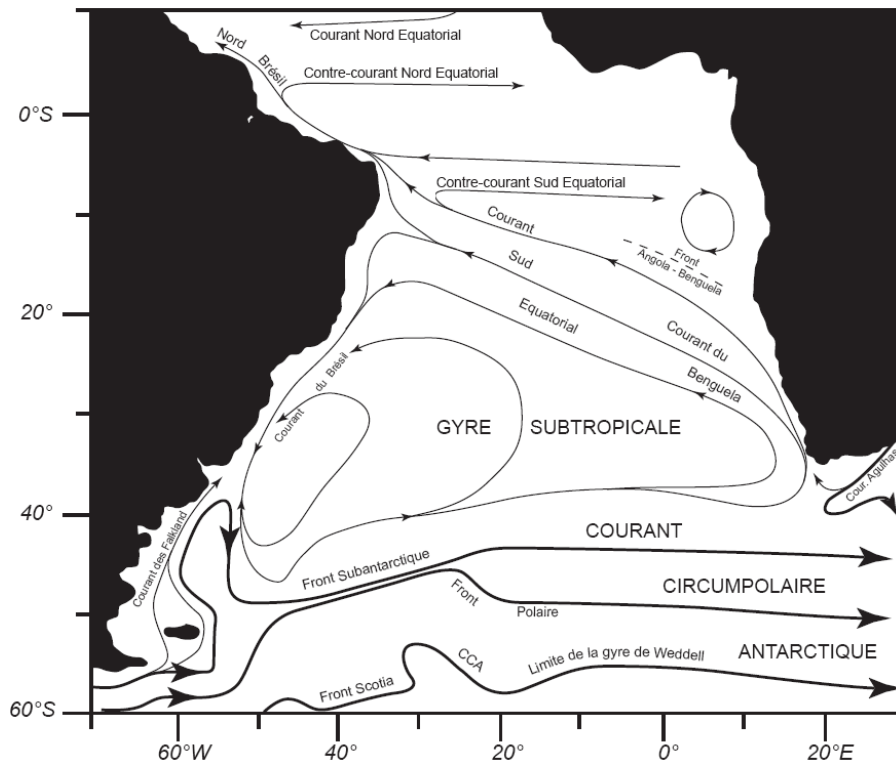 Courant Nord Equatorial
Nord
Brésil
Contre-courant Nord Equatorial
0°S
Contre-courant Sud Equatorial
Courant
Front
Angola - Benguela
Sud
20°
Equatorial
Courant du
Benguela
du Brésil
Courant
GYRE SUBTROPICALE
Cour. Agulhas
40°
COURANT
Courant des Falkland
Front Subantarctique
Front
CIRCUMPOLAIRE
Polaire
ANTARCTIQUE
CCA
Limite de la gyre de Weddell
Front Scotia
60°S
60°W 40° 20° 0° 20°E